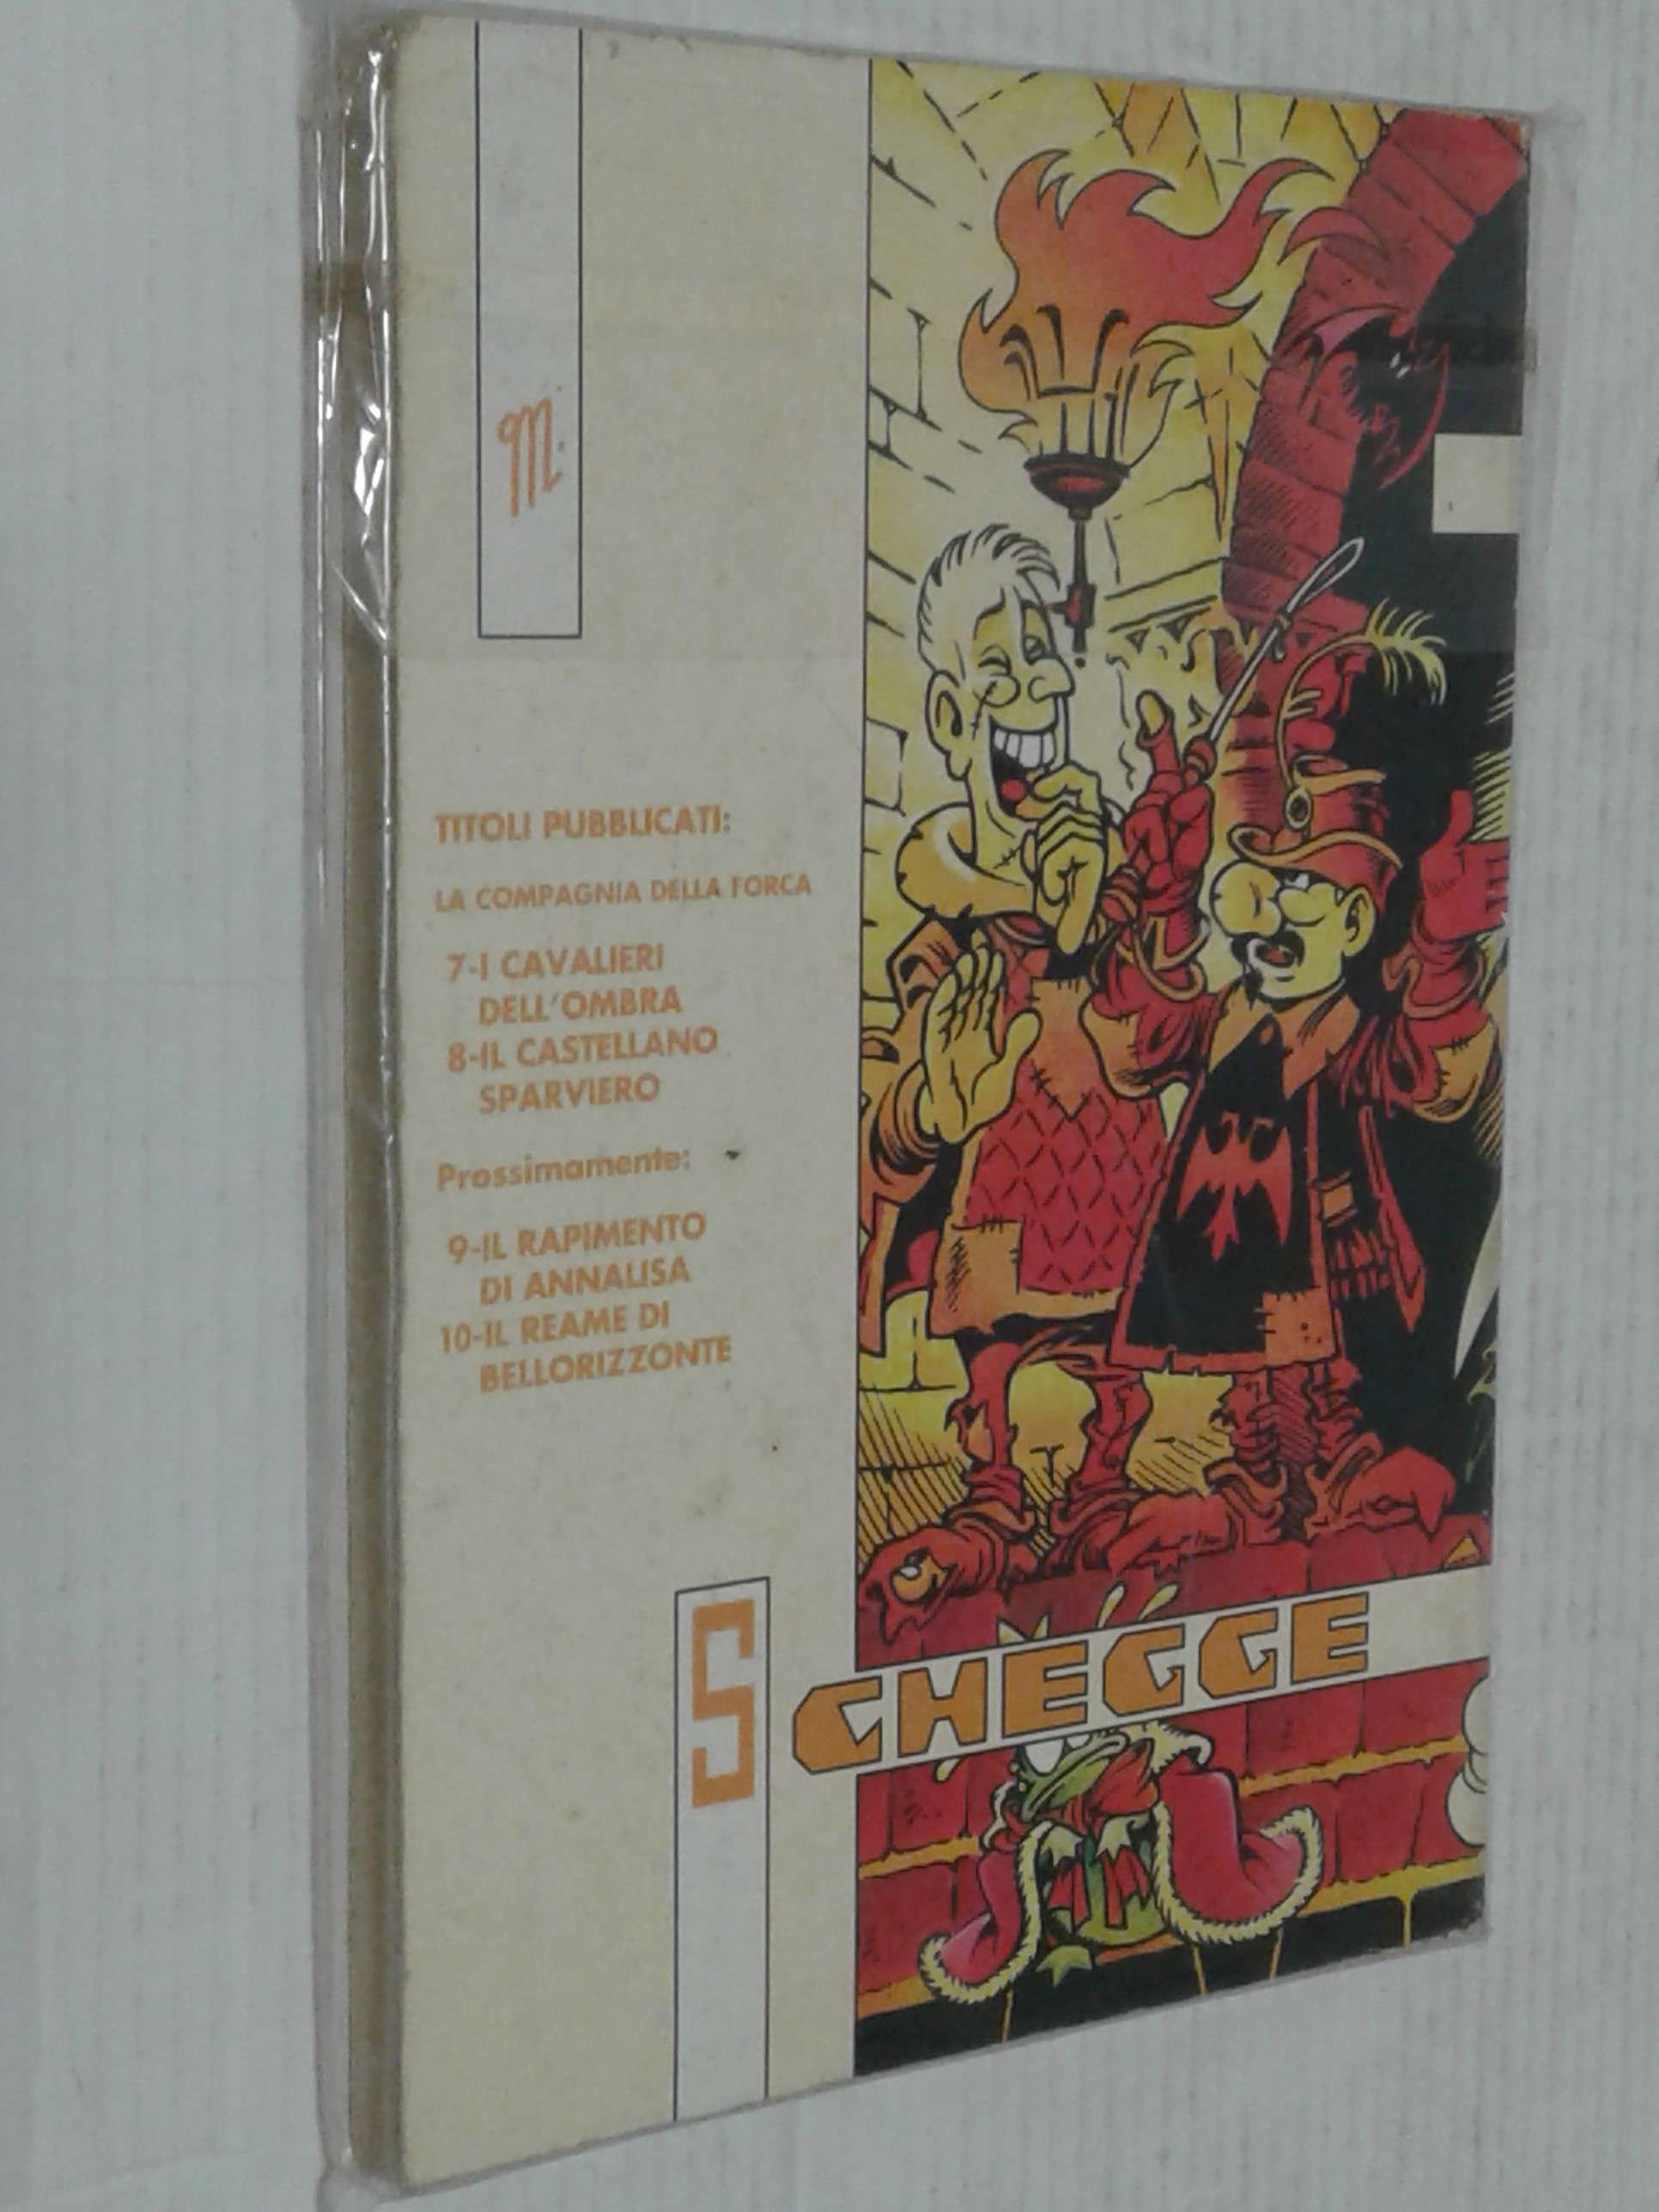 m.
TITOLI PUBBLICATI:
LA COMPAGNIA DELLA FORCA
7-I CAVALIERI
DELL'OMBRA
8-IL CASTELLANO
SPARVIERO
Prossimamente:
9-IL RAPIMENTO
DI ANNALISA
10-IL REAME DI
BELLORIZZONTE
SCHEGGE